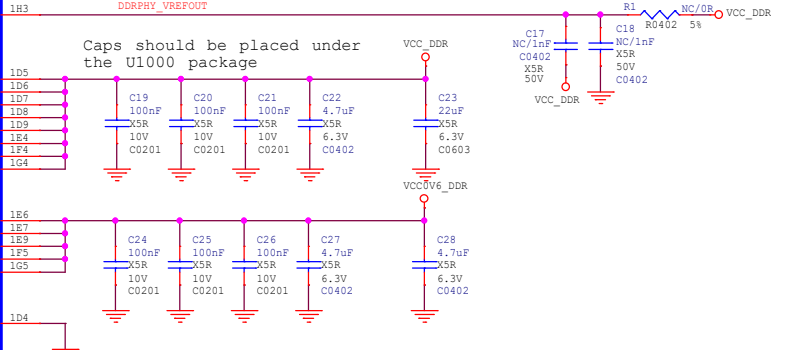 1H3
DDRPHY_VREFOUT
R1
NC/0R
VCC_DDR
R0402
5%
C17
NC/1nF
C0402
X5R
50V
VCC_DDR
C18
NC/1nF
X5R
50V
C0402
Caps should be placed under
the U1000 package
VCC_DDR
1D5
1D6
1D7
1D8
1D9
1E4
1F4
1G4
C19
100nF
X5R
10V
C0201
C20
100nF
X5R
10V
C0201
C21
100nF
X5R
10V
C0201
C22
4.7uF
X5R
6.3V
C0402
C23
22uF
X5R
6.3V
C0603
VCC0V6_DDR
1E6
1E7
1E9
1F5
1G5
C24
100nF
X5R
10V
C0201
C25
100nF
X5R
10V
C0201
C26
100nF
X5R
10V
C0201
C27
4.7uF
X5R
6.3V
C0402
C28
4.7uF
X5R
6.3V
C0402
1D4